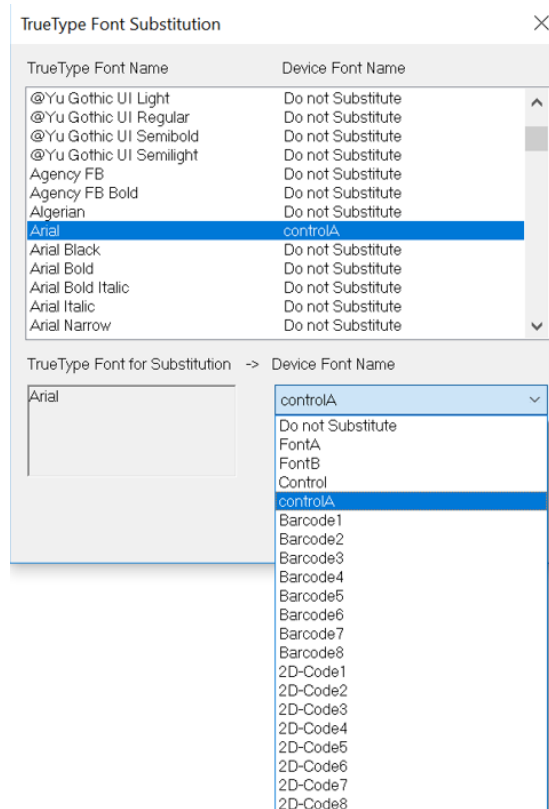 TrueType Font Substitution
TrueType Font Name Device Font Name
@Yu Gothic UI Light Do not Substitute
@Yu Gothic UI Regular Do not Substitute
@Yu Gothic UI Semibold Do not Substitute
@Yu Gothic UI Semilight Do not Substitute
Agency FB Do not Substitute
Agency FB Bold Do not Substitute
Algerian Do not Substitute
Arial controlA
Arial Black Do not Substitute
Arial Bold Do not Substitute
Arial Bold Italic Do not Substitute
Arial Italic Do not Substitute
Arial Narrow Do not Substitute
TrueType Font for Substitution -> Device Font Name
Arial controlA
Do not Substitute
FontA
FontB
Control
controlA
Barcode1
Barcode2
Barcode3
Barcode4
Barcode5
Barcode6
Barcode7
Barcode8
2D-Code1
2D-Code2
2D-Code3
2D-Code4
2D-Code5
2D-Code6
2D-Code7
2D-Code8